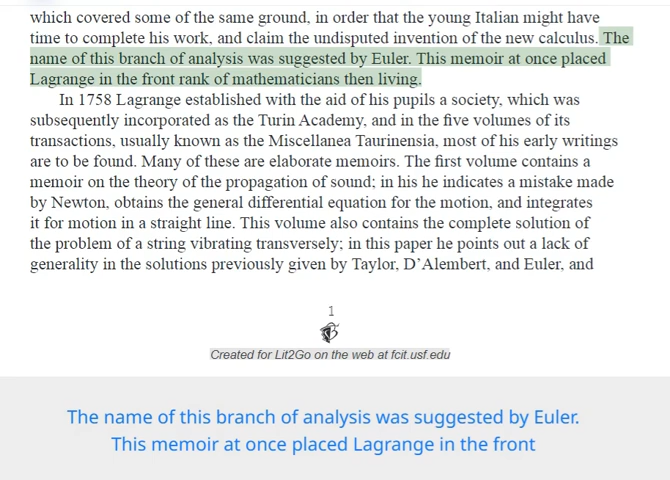 which covered some of the same ground, in order that the young Italian might have
time to complete his work, and claim the undisputed invention of the new calculus. The
name of this branch of analysis was suggested by Euler. This memoir at once placed
Lagrange in the front rank of mathematicians then living.
In 1758 Lagrange established with the aid of his pupils a society, which was
subsequently incorporated as the Turin Academy, and in the five volumes of its
transactions, usually known as the Miscellanea Taurinensia, most of his early writings
are to be found. Many of these are elaborate memoirs. The first volume contains a
memoir on the theory of the propagation of sound; in his he indicates a mistake made
by Newton, obtains the general differential equation for the motion, and integrates
it for motion in a straight line. This volume also contains the complete solution of
the problem of a string vibrating transversely; in this paper he points out a lack of
generality in the solutions previously given by Taylor, D’Alembert, and Euler, and
1
Created for Lit2Go on the web at fcit.usf.edu
The name of this branch of analysis was suggested by Euler.
This memoir at once placed Lagrange in the front